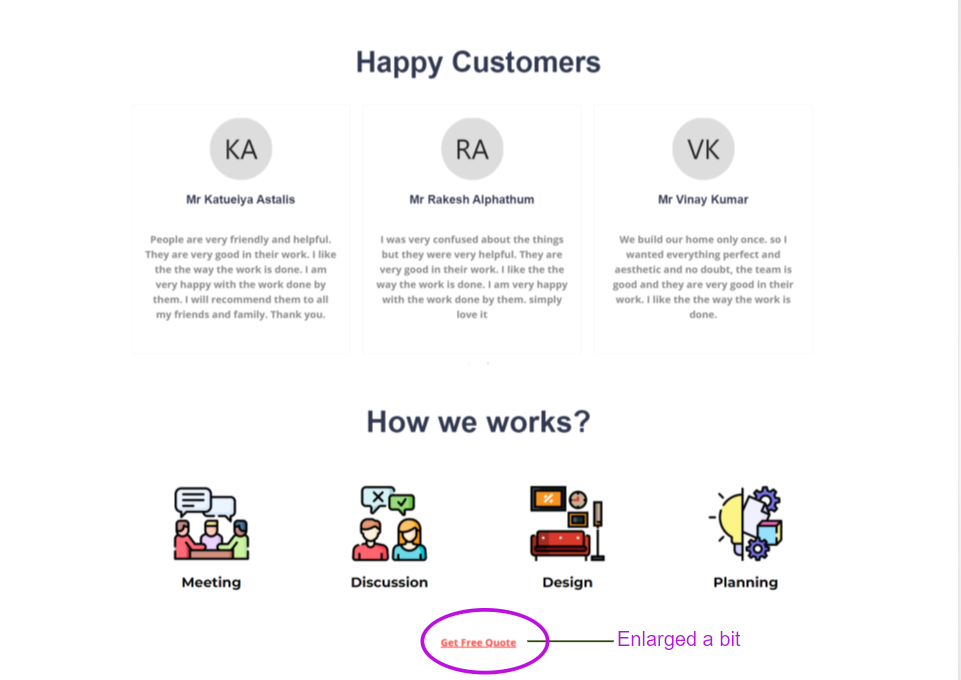 Happy Customers
KA
RA
VK
Mr Katueiya Astalis
Mr Rakesh Alphathum
Mr Vinay Kumar
People are very friendly and helpful.
They are very good in their work. I like
the the way the work is done. I am
very happy with the work done by
them. I will recommend them to all
my friends and family. Thank you.
I was very confused about the things
but they were very helpful. They are
very good in their work. I like the the
way the work is done. I am very happy
with the work done by them. simply
love it
We build our home only once. so I
wanted everything perfect and
aesthetic and no doubt, the team is
good and they are very good in their
work. I like the the way the work is
done.
How we works?
Meeting
Discussion
Design
Planning
Get Free Quote
Enlarged a bit